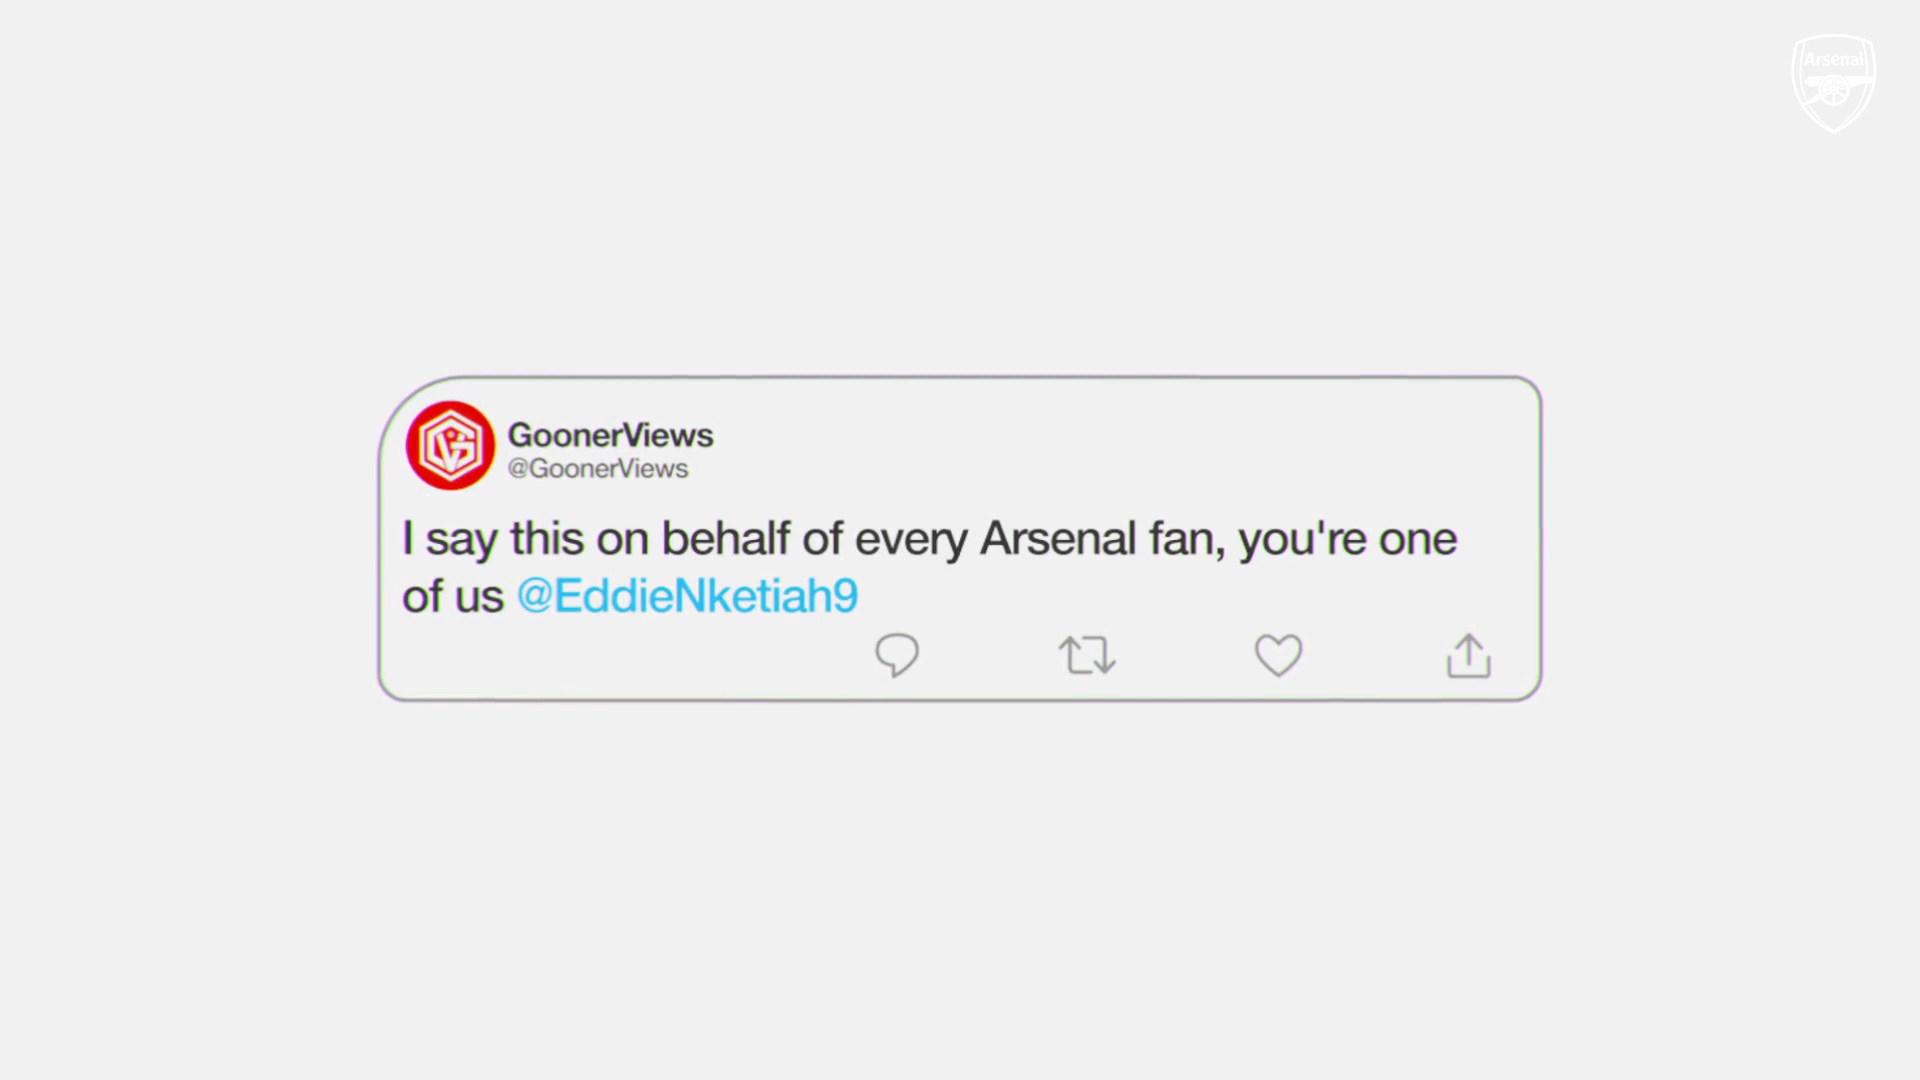 Arsenal
GoonerViews
@GoonerViews
I say this on behalf of every Arsenal fan, you're one
of us @EddieNketiah9